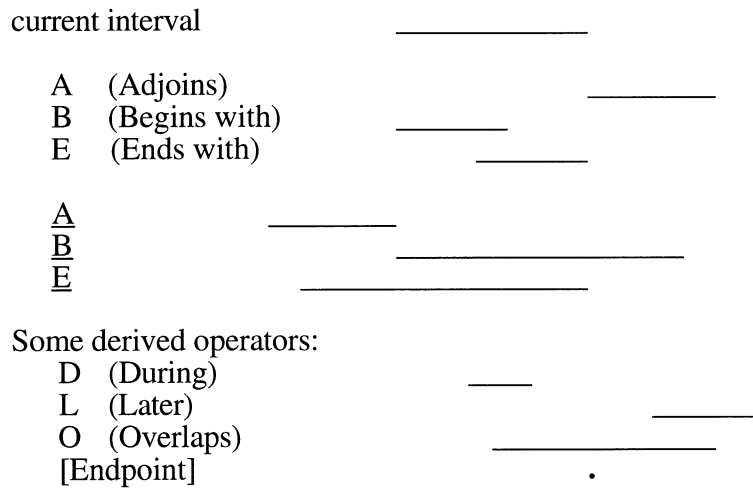 current interval
A (Adjoins)
B (Begins with)
E (Ends with)
A
B
E
Some derived operators:
D (During)
L (Later)
O (Overlaps)
[Endpoint]